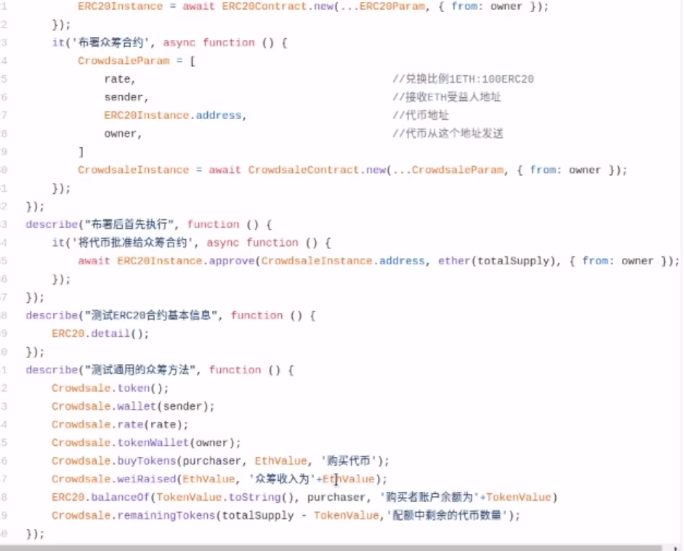 1 ERC20Instance = await ERC20Contract.new(...ERC20Param, { from: owner });
2 });
3 it('布署众筹合约', async function () {
4 CrowdsaleParam = [
5 rate, //兑换比例1ETH:100ERC20
6 sender, //接收ETH受益人地址
7 ERC20Instance.address, //代币地址
8 owner, //代币从这个地址发送
9 ]
0 CrowdsaleInstance = await CrowdsaleContract.new(...CrowdsaleParam, { from: owner });
1 });
2 });
3 describe("布署后首先执行", function () {
4 it('将代币批准给众筹合约', async function () {
5 await ERC20Instance.approve(CrowdsaleInstance.address, ether(totalSupply), { from: owner });
6 });
7 });
8 describe("测试ERC20合约基本信息", function () {
9 ERC20.detail();
0 });
1 describe("测试通用的众筹方法", function () {
2 Crowdsale.token();
3 Crowdsale.wallet(sender);
4 Crowdsale.rate(rate);
5 Crowdsale.tokenWallet(owner);
6 Crowdsale.buyTokens(purchaser, EthValue, '购买代币');
7 Crowdsale.weiRaised(EthValue, '众筹收入为'+EthValue);
8 ERC20.balanceOf(TokenValue.toString(), purchaser, '购买者账户余额为'+TokenValue)
9 Crowdsale.remainingTokens(totalSupply - TokenValue,'配额中剩余的代币数量');
0 });